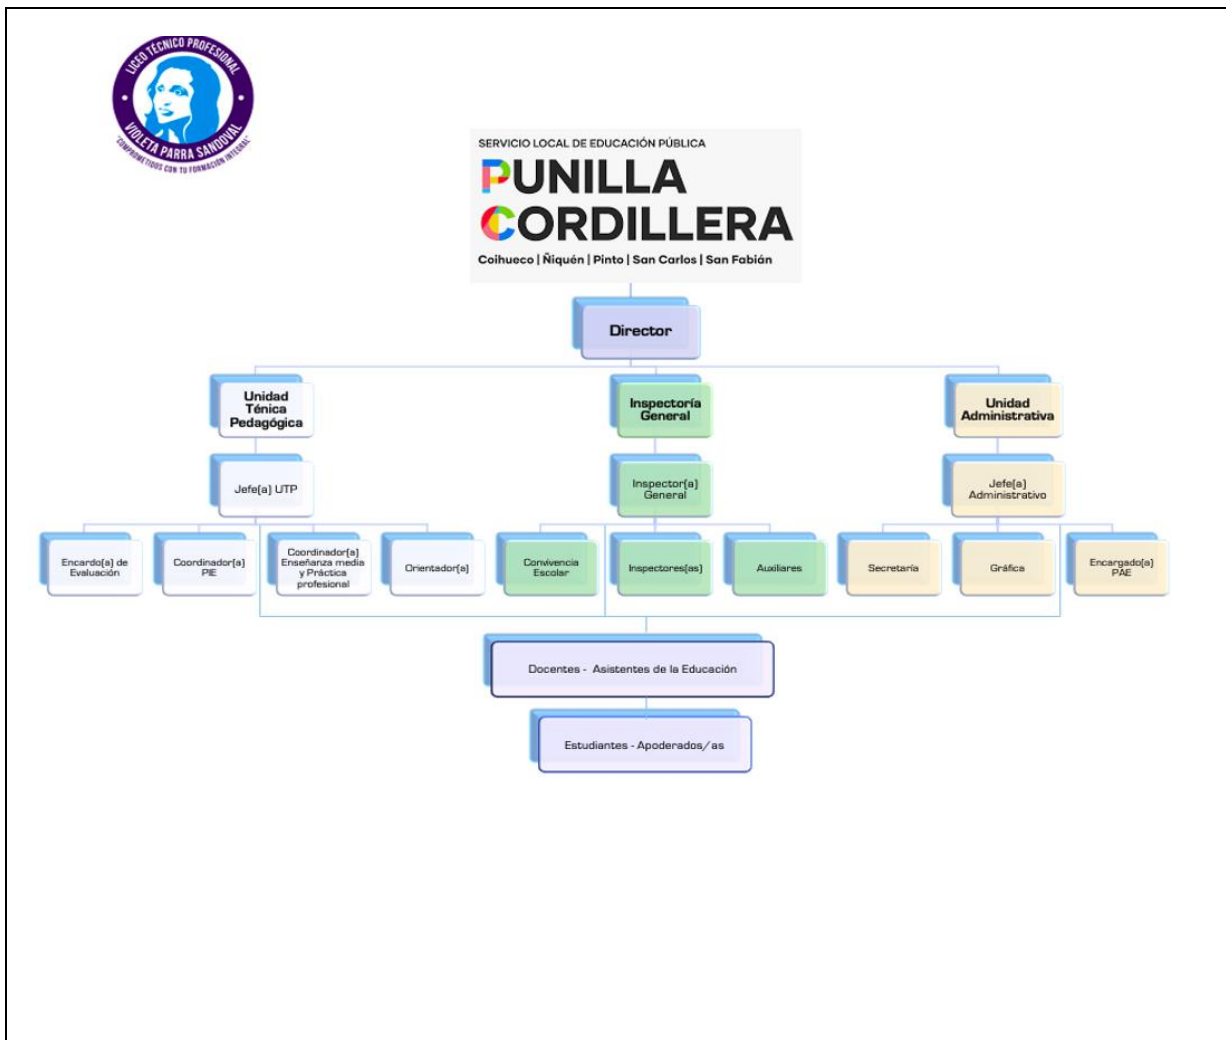 LICEO TÉCNICO PROFESIONAL
VIOLETA PARRA SANDOVAL
"COMPROMETIDOS CON TU FORMACIÓN INTEGRAL"
SERVICIO LOCAL DE EDUCACIÓN PÚBLICA
PUNILLA
CORDILLERA
Coihueco | Ñiquén | Pinto | San Carlos | San Fabián
Director
Unidad
Ténica
Pedagógica
Inspectoría
General
Unidad
Administrativa
Jefe(a) UTP
Inspector(a)
General
Jefe(a)
Administrativo
Encardo(a) de
Evaluación
Coordinador(a)
PIE
Coordinador(a)
Enseñanza media
y Práctica
profesional
Orientador(a)
Convivencia
Escolar
Inspectores(as)
Auxiliares
Secretaría
Gráfica
Encargado(a)
PAE
Docentes - Asistentes de la Educación
Estudiantes - Apoderados/as